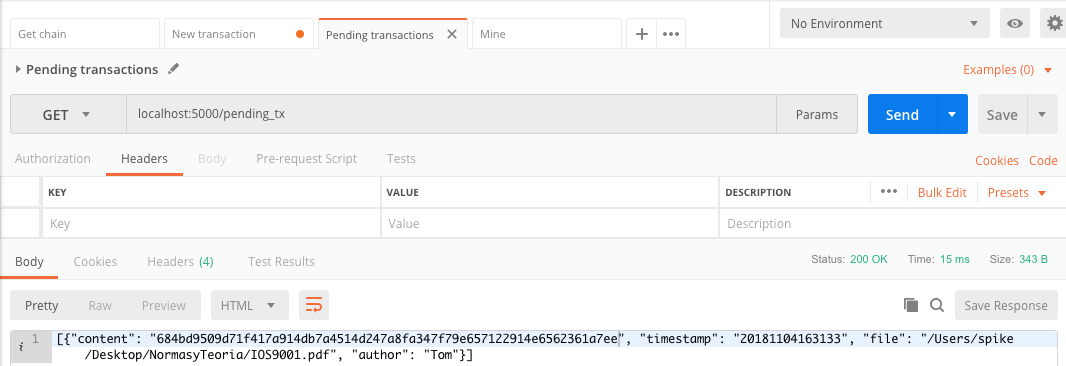 Get chain
New transaction
Pending transactions
Mine
No Environment
Pending transactions
Examples (0)
GET
localhost:5000/pending_tx
Params
Send
Save
Authorization
Headers
Body
Pre-request Script
Tests
Cookies
Code
KEY
VALUE
DESCRIPTION
Bulk Edit
Presets
Key
Value
Description
Body
Cookies
Headers (4)
Test Results
Status: 200 OK
Time: 15 ms
Size: 343 B
Pretty
Raw
Preview
HTML
Save Response
i
1
[{"content": "684bd9509d71f417a914db7a4514d247a8fa347f79e657122914e6562361a7ee", "timestamp": "20181104163133", "file": "/Users/spike
/Desktop/NormasyTeoria/IOS9001.pdf", "author": "Tom"}]